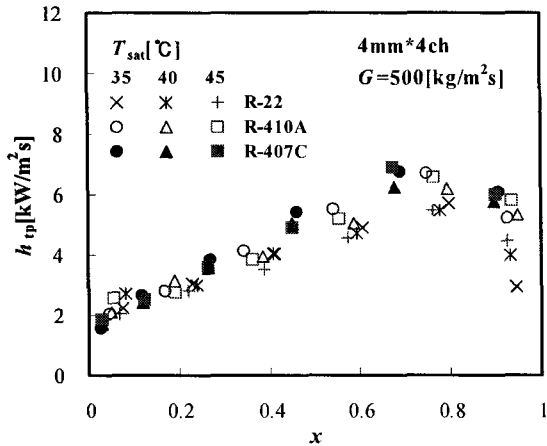 12
10
8
6
4
2
0
h_tp[kW/m²s]
T_sat[℃]
35 40 45
R-22
R-410A
R-407C
4mm*4ch
G=500[kg/m²s]
0 0.2 0.4 0.6 0.8 1
x